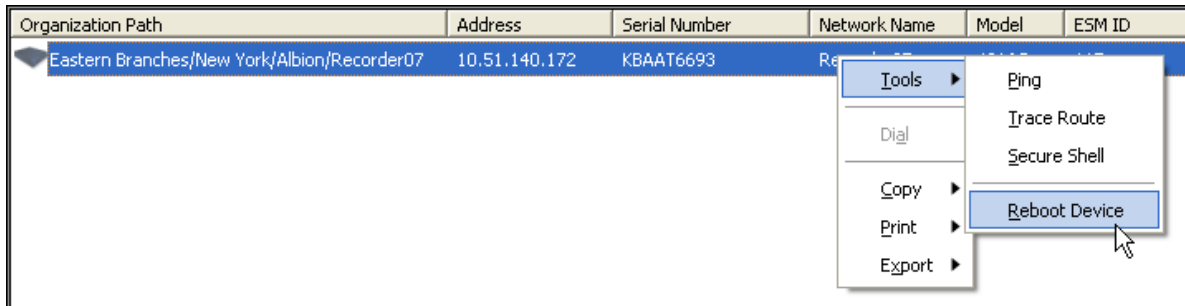 Organization Path Address Serial Number Network Name Model ESM ID
Eastern Branches/New York/Albion/Recorder07 10.51.140.172 KBAAT6693
Tools Ping
Trace Route
Dial
Secure Shell
Copy
Reboot Device
Print
Export